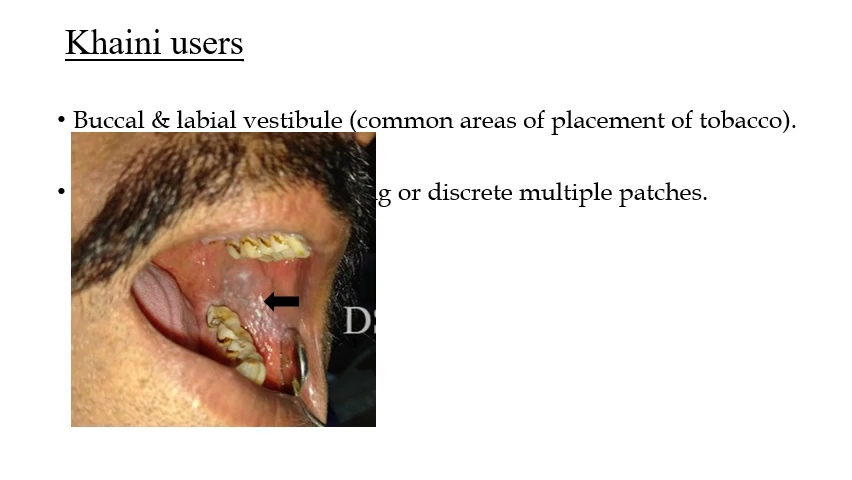 Khaini users
• Buccal & labial vestibule (common areas of placement of tobacco).
• or discrete multiple patches.